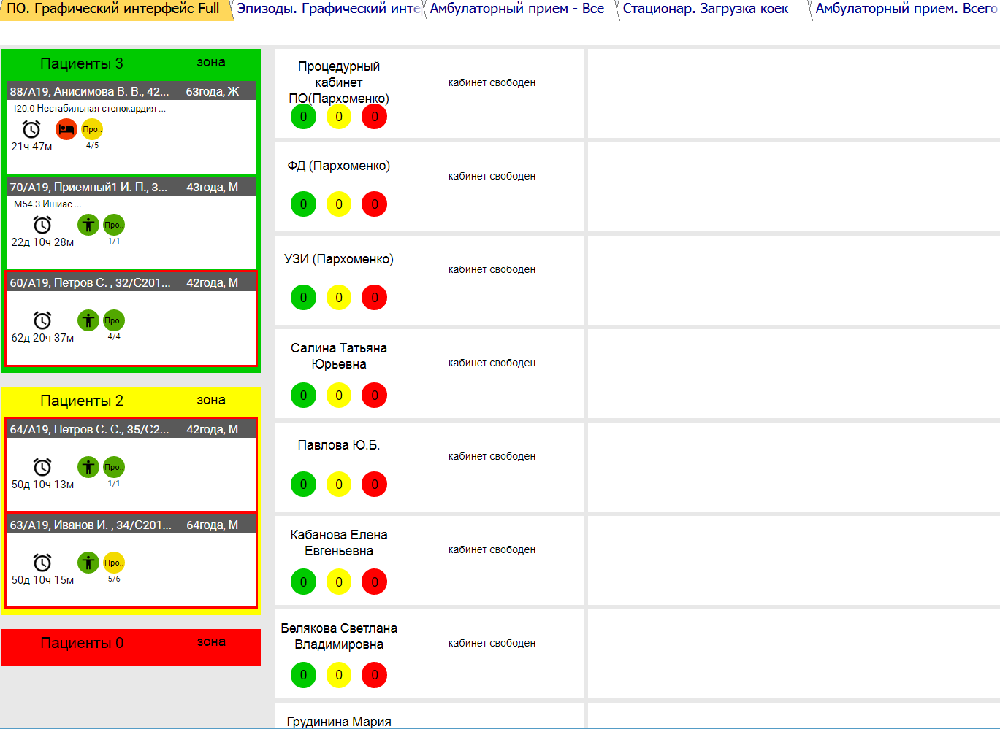 ПО. Графический интерфейс Full
Эпизоды. Графический инте
Амбулаторный прием - Все
Стационар. Загрузка коек
Амбулаторный прием. Всего
Пациенты 3
зона
88/A19, Анисимова В. В., 42...
63года, Ж
I20.0 Нестабильная стенокардия ...
Про..
21ч 47м
4/5
70/A19, Приемный1 И. П., 3...
43года, М
M54.3 Ишиас ...
Про..
22д 10ч 28м
1/1
60/A19, Петров С. , 32/C201...
42года, М
Про..
62д 20ч 37м
4/4
Пациенты 2
зона
64/A19, Петров С. С., 35/C2...
42года, М
Про..
50д 10ч 13м
1/1
63/A19, Иванов И. , 34/C201...
64года, М
Про..
50д 10ч 15м
5/6
Пациенты 0
зона
Процедурный
кабинет
ПО(Пархоменко)
кабинет свободен
0 0 0
ФД (Пархоменко)
кабинет свободен
0 0 0
УЗИ (Пархоменко)
кабинет свободен
0 0 0
Салина Татьяна
Юрьевна
кабинет свободен
0 0 0
Павлова Ю.Б.
кабинет свободен
0 0 0
Кабанова Елена
Евгеньевна
кабинет свободен
0 0 0
Белякова Светлана
Владимировна
кабинет свободен
0 0 0
Грудинина Мария